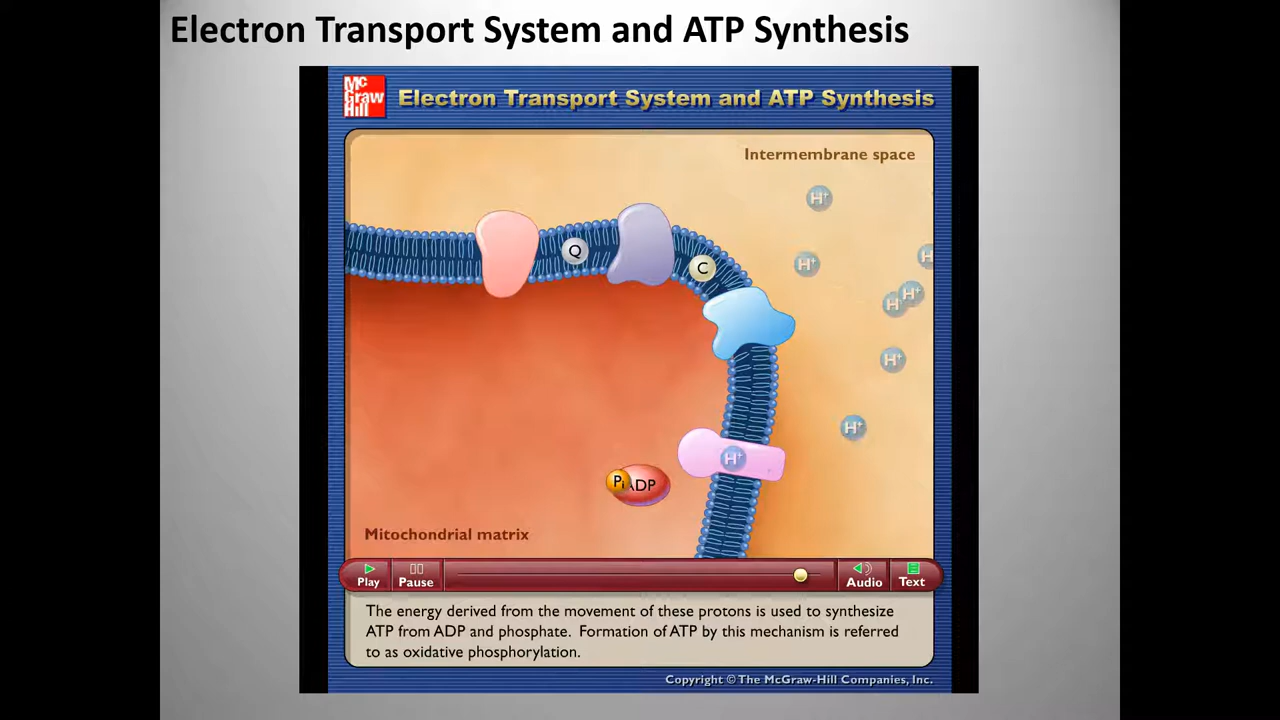 Electron Transport System and ATP Synthesis
Mc
Graw
Hill
Electron Transport System and ATP Synthesis
Intermembrane space
H+
Q
C
H+
H
H+
H+
H+
H+
H+
Pi ADP
Mitochondrial matrix
Play
Pause
Audio
Text
The energy derived from the movement of these protons is used to synthesize
ATP from ADP and phosphate. Formation of ATP by this mechanism is referred
to as oxidative phosphorylation.
Copyright © The McGraw-Hill Companies, Inc.